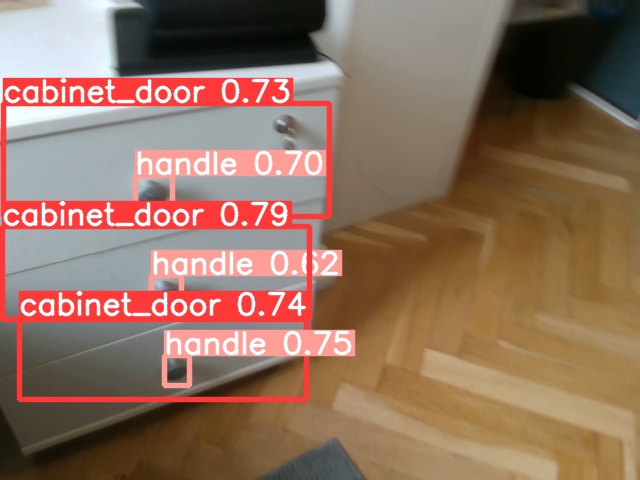 cabinet_door 0.73
handle 0.70
cabinet_door 0.79
handle 0.62
cabinet_door 0.74
handle 0.75